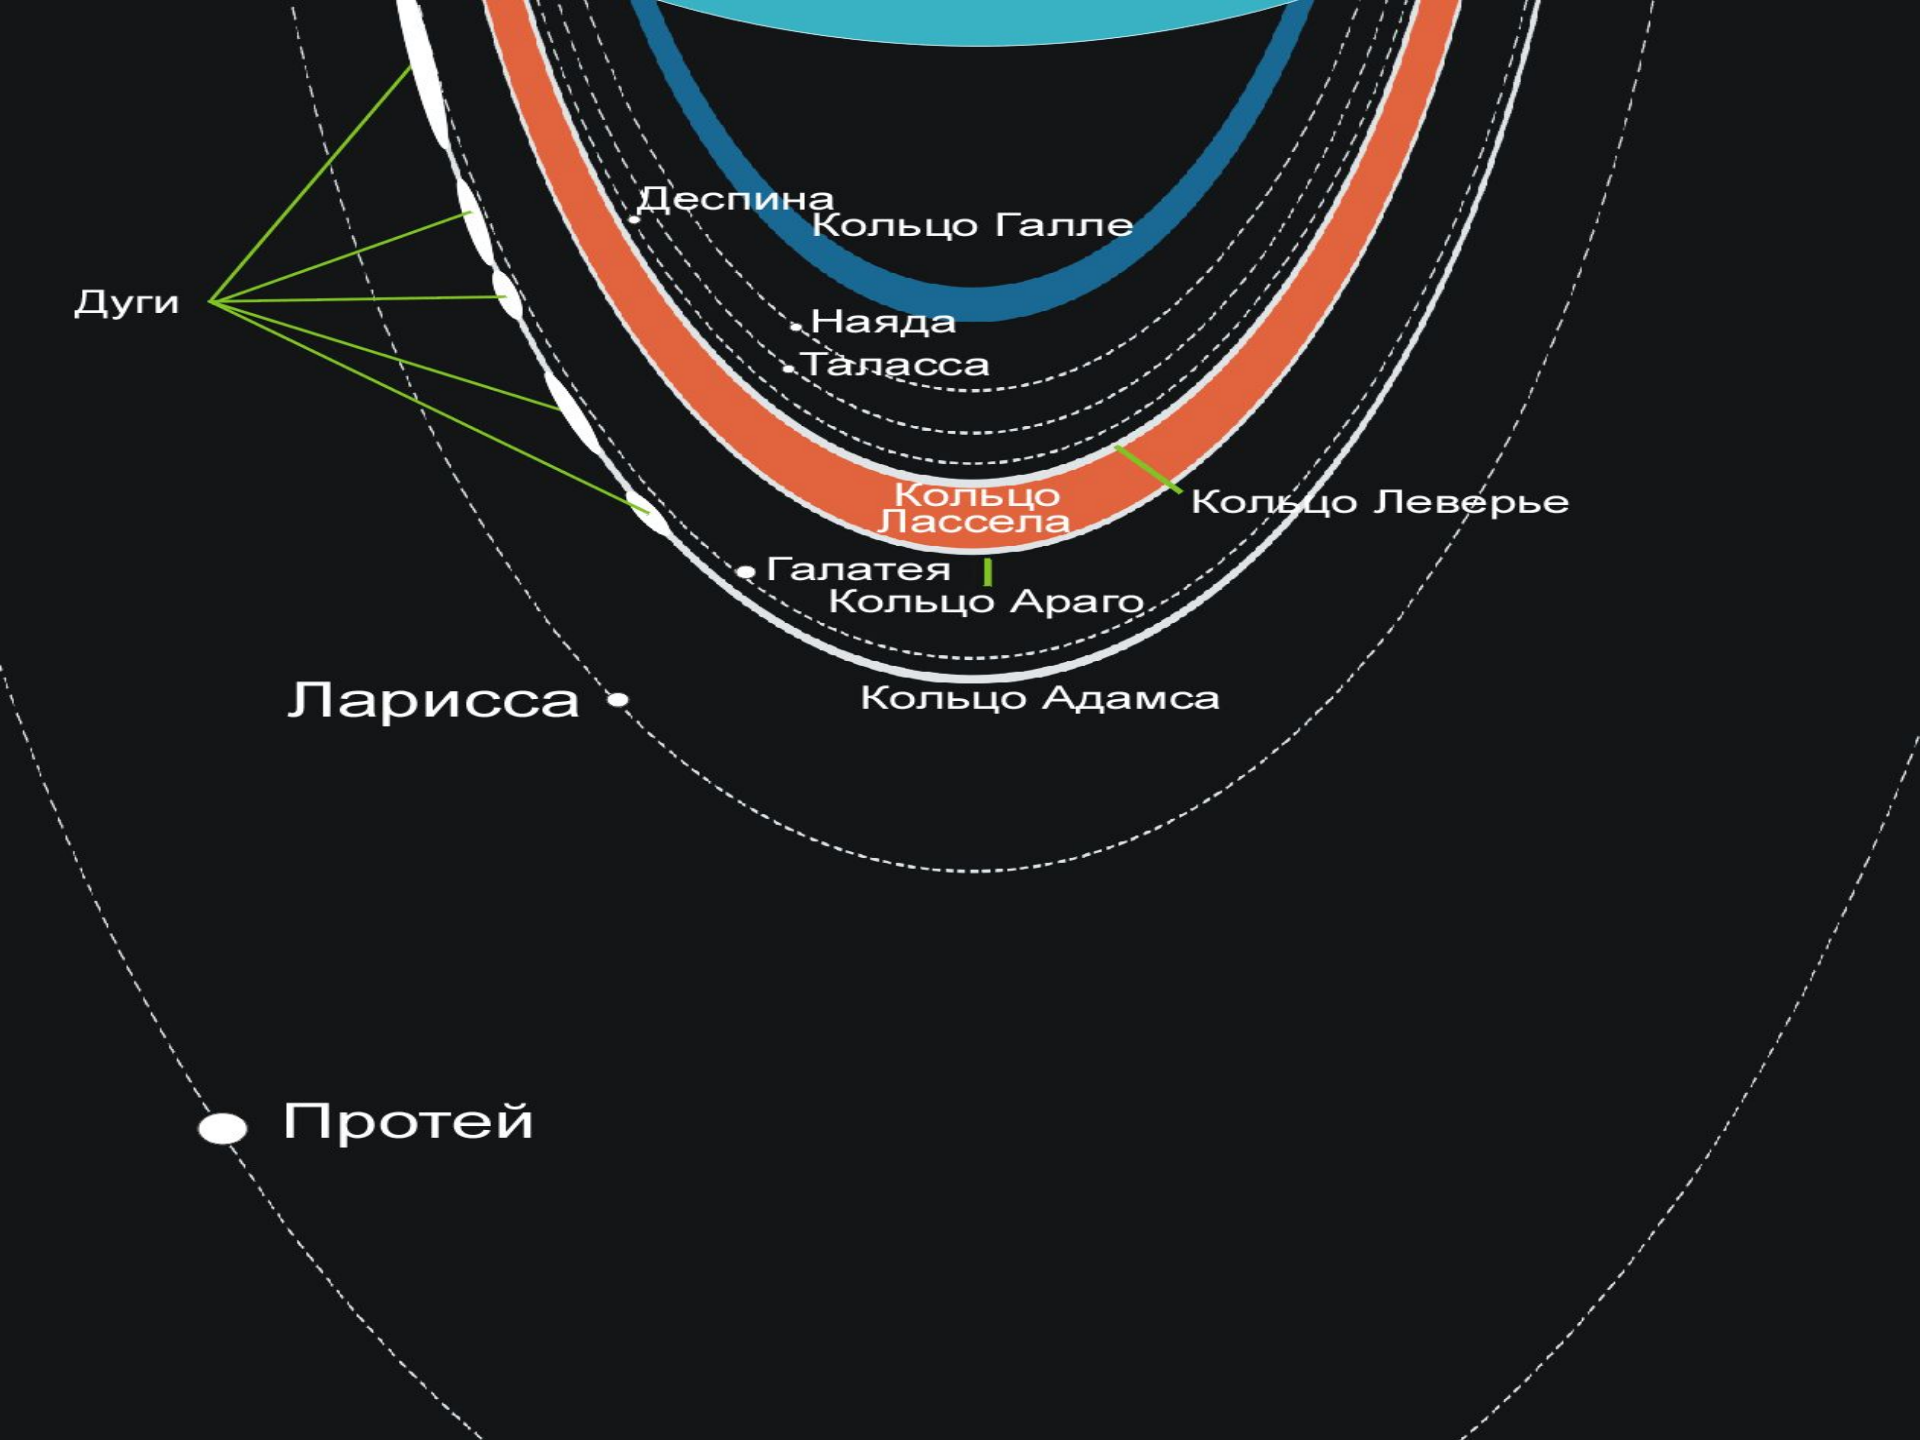 Деспина
Кольцо Галле
Дуги
Наяда
Таласса
Кольцо
Лассела
Кольцо Леверье
Галатея
Кольцо Араго
Ларисса
Кольцо Адамса
Протей